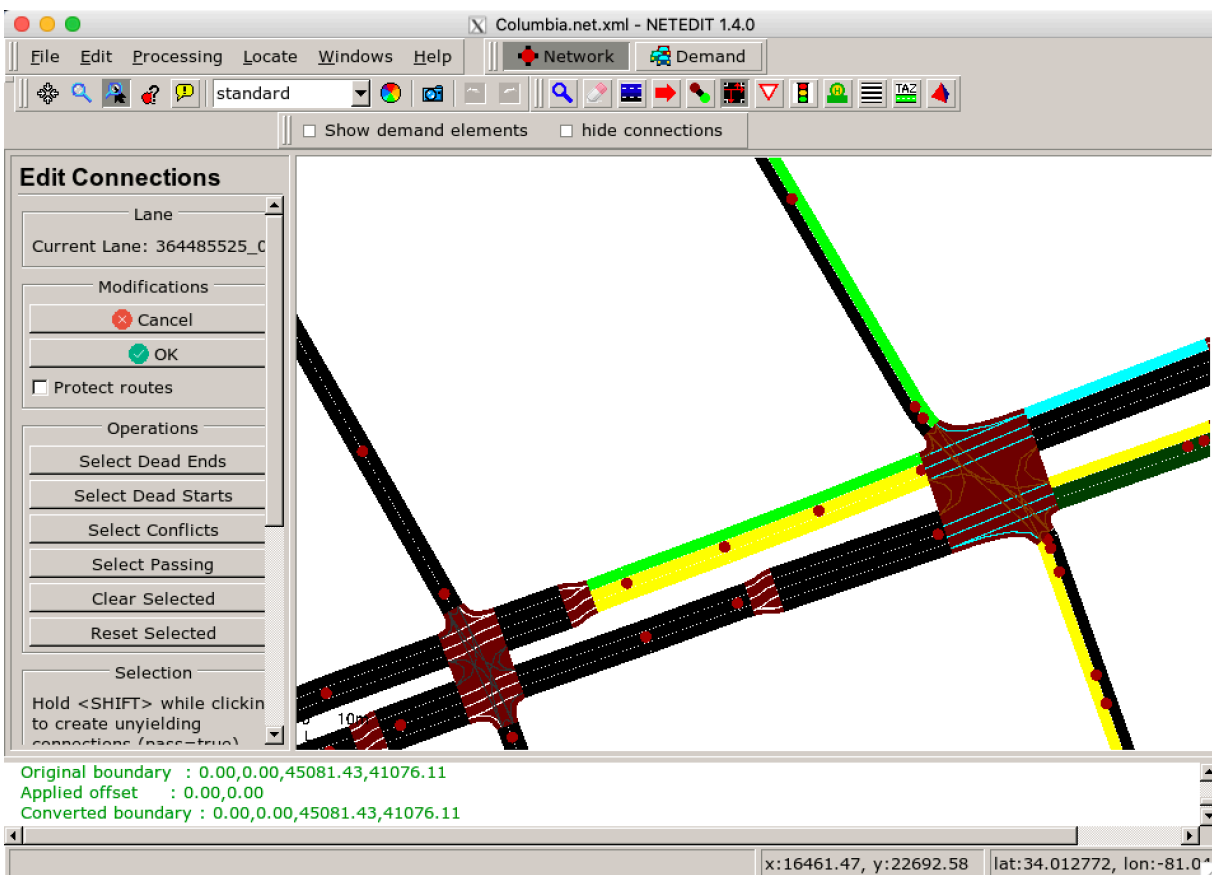 Columbia.net.xml - NETEDIT 1.4.0
File Edit Processing Locate Windows Help Network Demand
standard TAZ
Show demand elements hide connections
Edit Connections
Lane
Current Lane: 364485525_0
Modifications
Cancel
OK
Protect routes
Operations
Select Dead Ends
Select Dead Starts
Select Conflicts
Select Passing
Clear Selected
Reset Selected
Selection
Hold <SHIFT> while clickin
to create unyielding
connections (pass=true)
10m
Original boundary : 0.00,0.00,45081.43,41076.11
Applied offset : 0.00,0.00
Converted boundary : 0.00,0.00,45081.43,41076.11
x:16461.47, y:22692.58 lat:34.012772, lon:-81.0